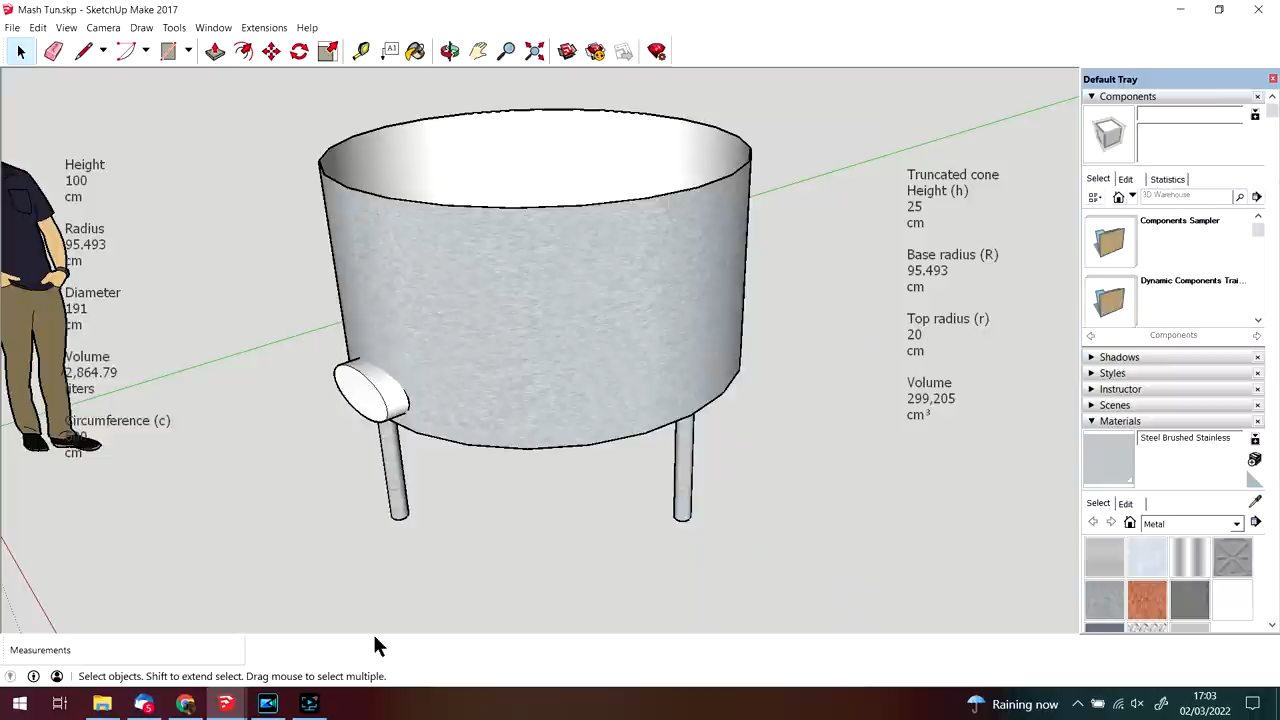 Mash Tun.skp - SketchUp Make 2017
File Edit View Camera Draw Tools Window Extensions Help
A1
Default Tray
Components
Select Edit Statistics
3D Warehouse
Components Sampler
Dynamic Components Trai...
Components
Shadows
Styles
Instructor
Scenes
Materials
Steel Brushed Stainless
Select Edit
Metal
Height
100
cm
Radius
95.493
cm
Diameter
191
cm
Volume
2,864.79
liters
Circumference (c)
cm
Truncated cone
Height (h)
25
cm
Base radius (R)
95.493
cm
Top radius (r)
20
cm
Volume
299,205
cm³
Measurements
Select objects. Shift to extend select. Drag mouse to select multiple.
Raining now
17:03
02/03/2022